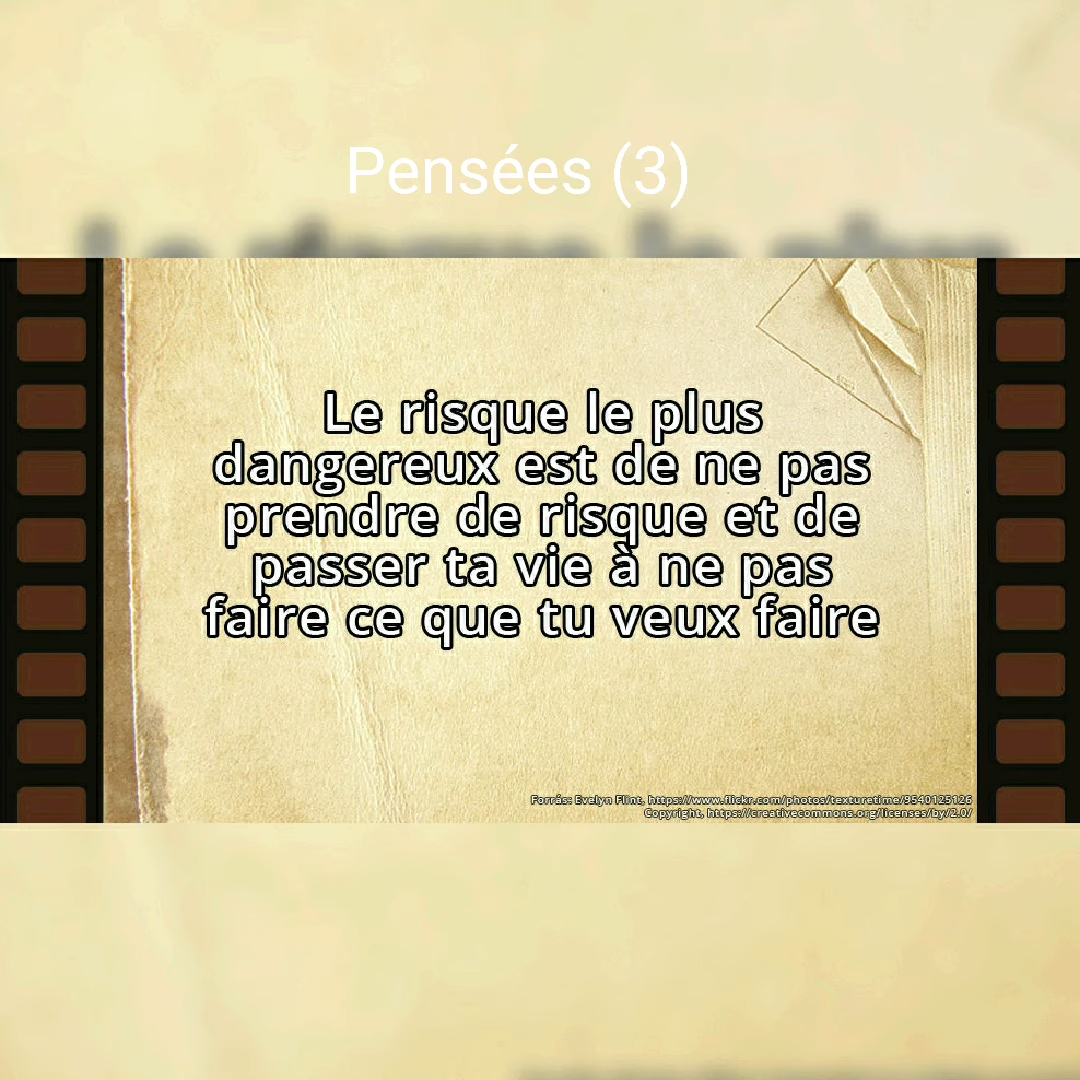 Pensées (3)
Le risque le plus
dangereux est de ne pas
prendre de risque et de
passer ta vie à ne pas
faire ce que tu veux faire
Forrás: Evelyn Flint, https://www.flickr.com/photos/texturetime/9540125126
Copyright, https://creativecommons.org/licenses/by/2.0/